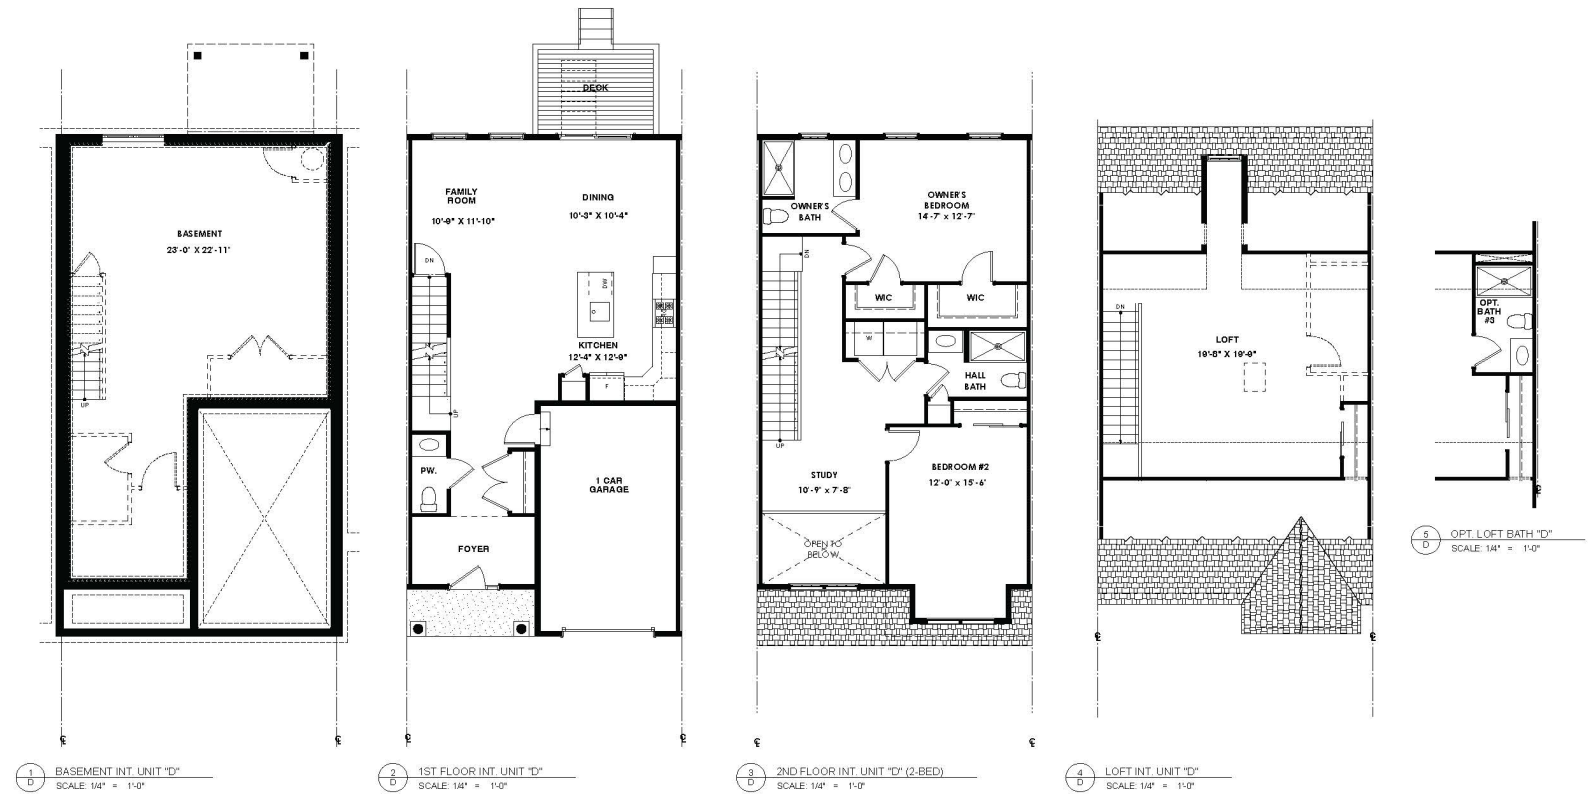 BASEMENT
23'-0" X 22'-11"
UP
1
D
BASEMENT INT. UNIT "D"
SCALE: 1/4" = 1'-0"
DECK
FAMILY
ROOM
10'-9" X 11'-10"
DINING
10'-3" X 10'-4"
DN
DW
KITCHEN
12'-4" X 12'-9"
F
UP
PW.
1 CAR
GARAGE
FOYER
2
D
1ST FLOOR INT. UNIT "D"
SCALE: 1/4" = 1'-0"
OWNER'S
BATH
OWNER'S
BEDROOM
14'-7" x 12'-7"
DN
WIC
WIC
W
HALL
BATH
UP
STUDY
10'-9" x 7'-8"
BEDROOM #2
12'-0" x 15'-6"
OPEN TO
BELOW
3
D
2ND FLOOR INT. UNIT "D" (2-BED)
SCALE: 1/4" = 1'-0"
DN
LOFT
19'-8" X 19'-9"
4
D
LOFT INT. UNIT "D"
SCALE: 1/4" = 1'-0"
OPT.
BATH
#3
5
D
OPT. LOFT BATH "D"
SCALE: 1/4" = 1'-0"